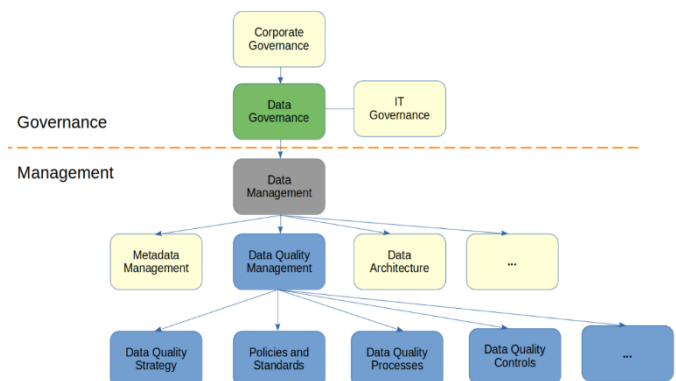 Corporate
Governance
Data
Governance
IT
Governance
Governance
Management
Data
Management
Metadata
Management
Data Quality
Management
Data
Architecture
...
Data Quality
Strategy
Policies and
Standards
Data Quality
Processes
Data Quality
Controls
...